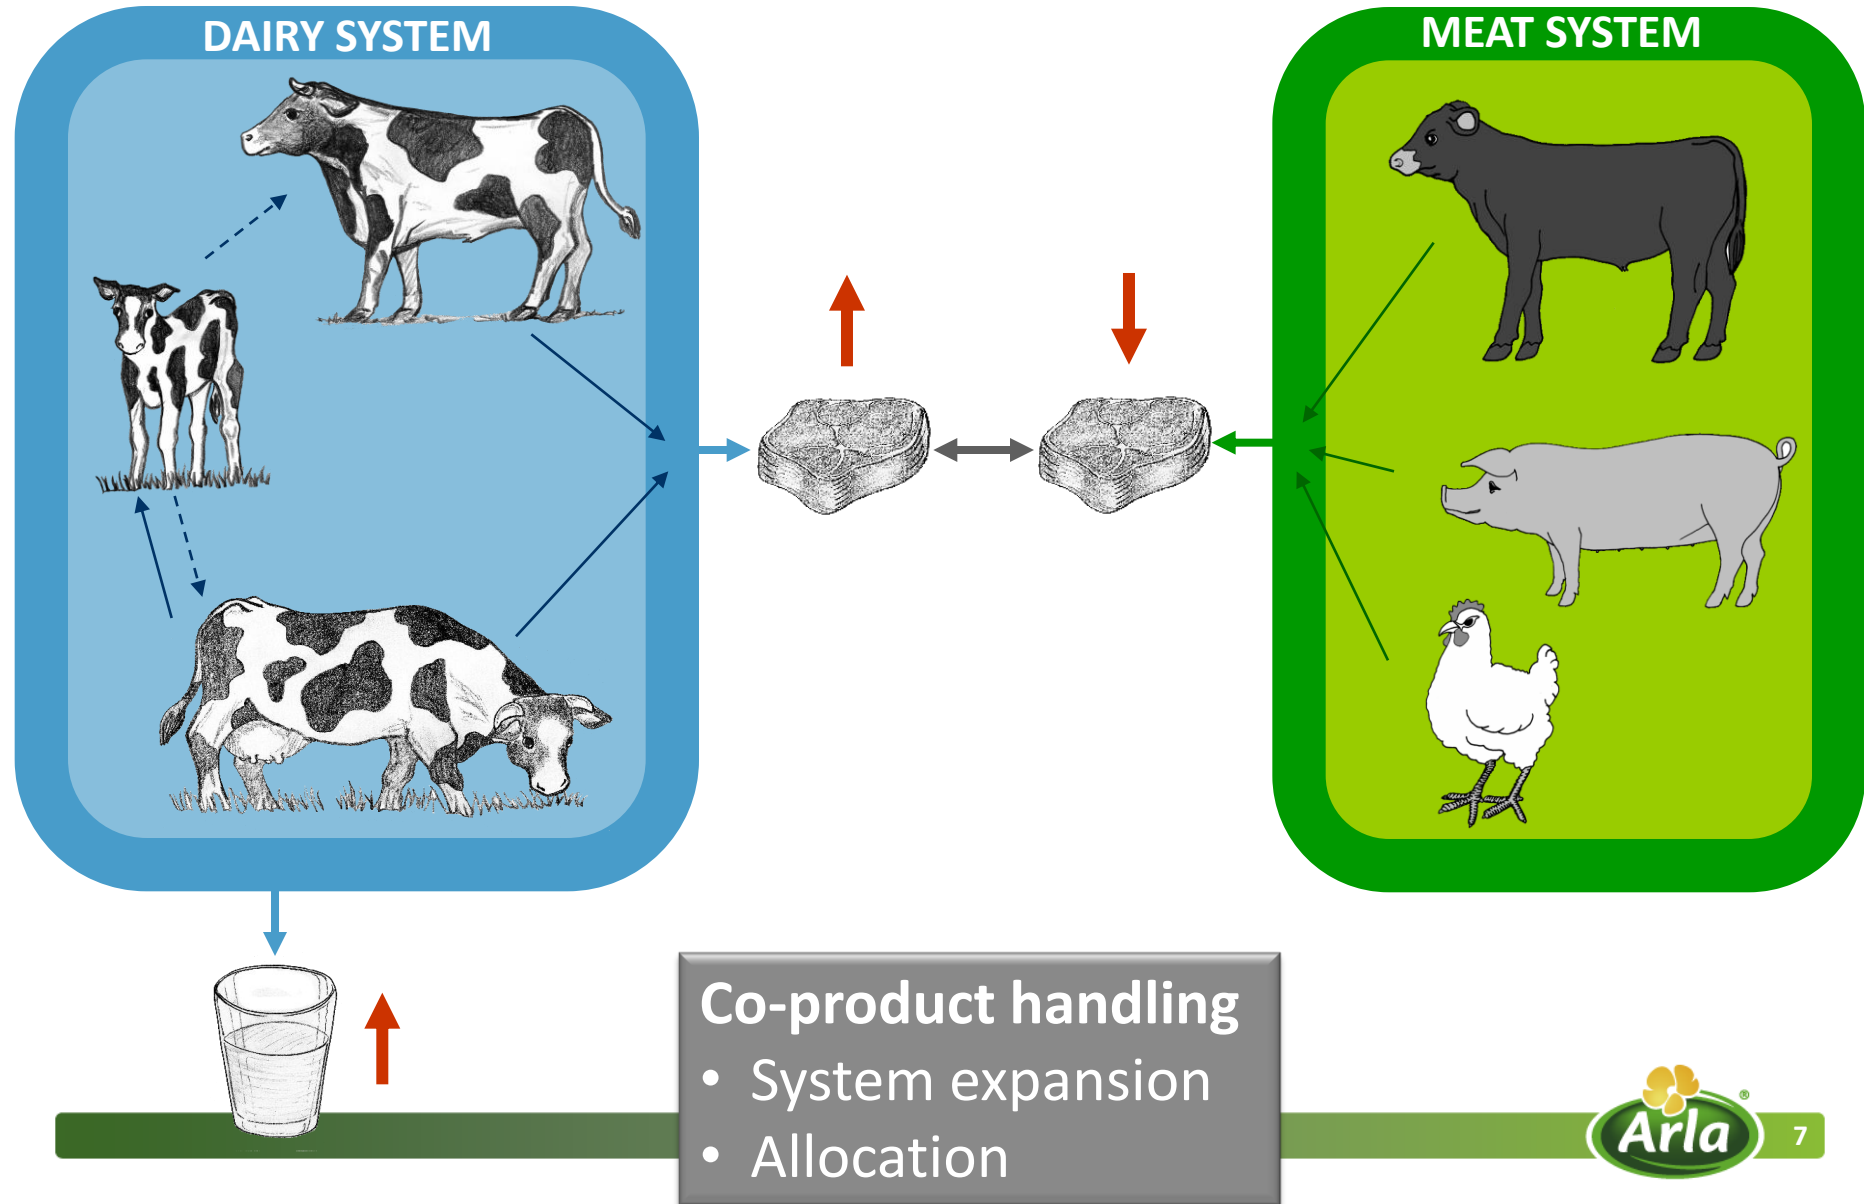 DAIRY SYSTEM
MEAT SYSTEM
Co-product handling
• System expansion
• Allocation
Arla ®
7